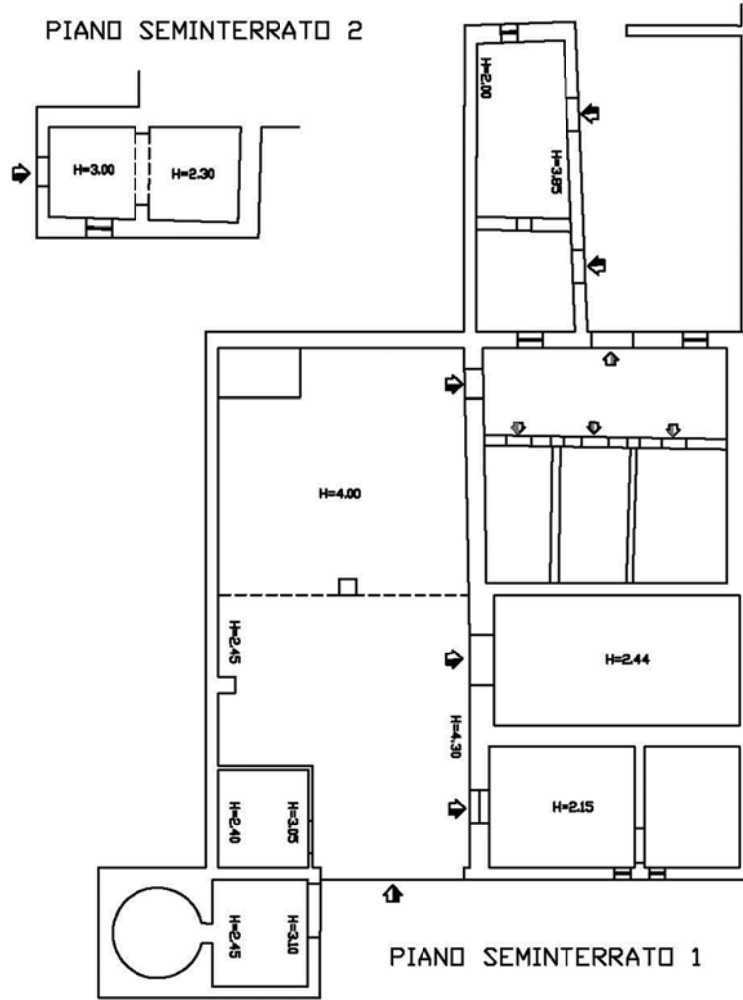 PIANO SEMINTERRATO 2
H=2.00
H=3.00
H=2.30
H=3.85
H=4.00
H=2.45
H=2.44
H=4.30
H=2.40
H=3.05
H=2.15
H=2.45
H=3.10
PIANO SEMINTERRATO 1